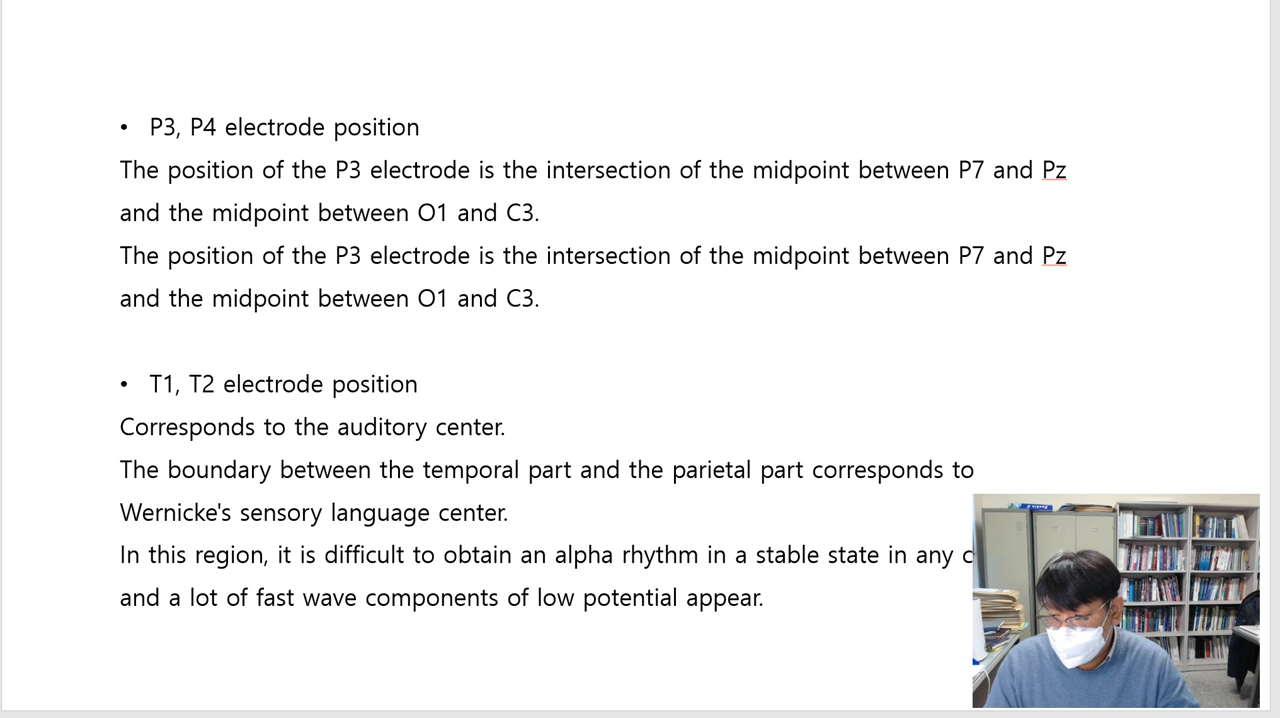 • P3, P4 electrode position
The position of the P3 electrode is the intersection of the midpoint between P7 and Pz
and the midpoint between O1 and C3.
The position of the P3 electrode is the intersection of the midpoint between P7 and Pz
and the midpoint between O1 and C3.
• T1, T2 electrode position
Corresponds to the auditory center.
The boundary between the temporal part and the parietal part corresponds to
Wernicke's sensory language center.
In this region, it is difficult to obtain an alpha rhythm in a stable state in any
and a lot of fast wave components of low potential appear.